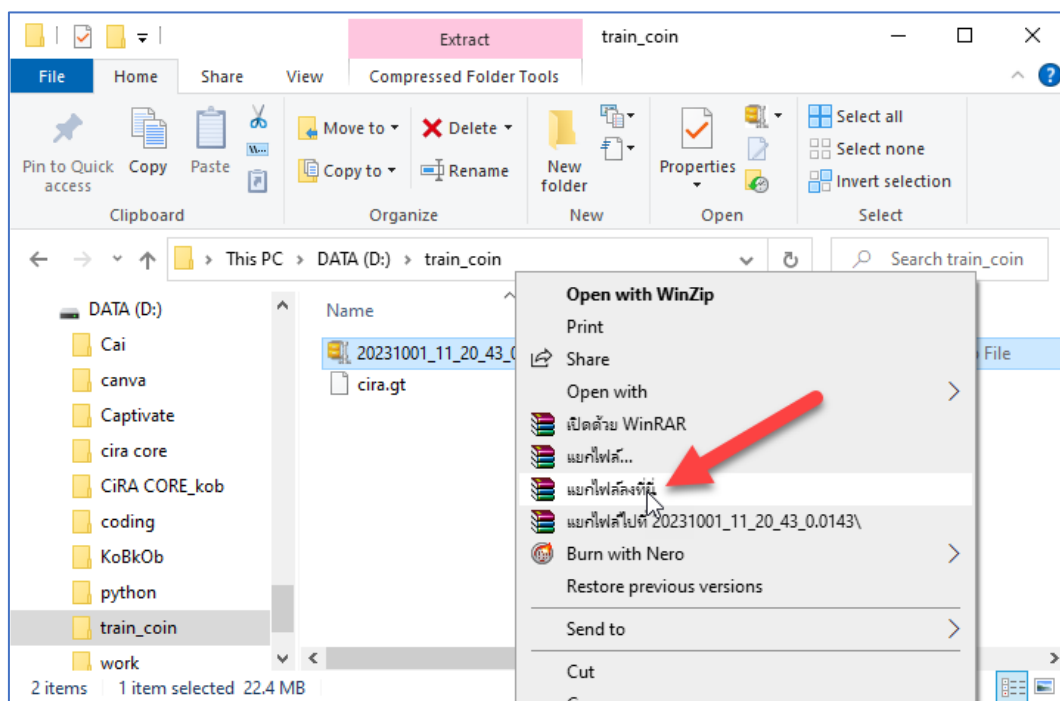 Extract
train_coin
File
Home
Share
View
Compressed Folder Tools
Pin to Quick access
Copy
Paste
Move to
Copy to
Delete
Rename
New folder
Properties
Select all
Select none
Invert selection
Clipboard
Organize
New
Open
Select
This PC > DATA (D:) > train_coin
Search train_coin
DATA (D:)
Cai
canva
Captivate
cira core
CiRA CORE_kob
coding
KoBkOb
python
train_coin
work
Name
20231001_11_20_43_0
File
cira.gt
Open with WinZip
Print
Share
Open with
เปิดด้วย WinRAR
แยกไฟล์...
แยกไฟล์ลงที่นี่
แยกไฟล์ไปที่ 20231001_11_20_43_0.0143\
Burn with Nero
Restore previous versions
Send to
Cut
2 items
1 item selected 22.4 MB